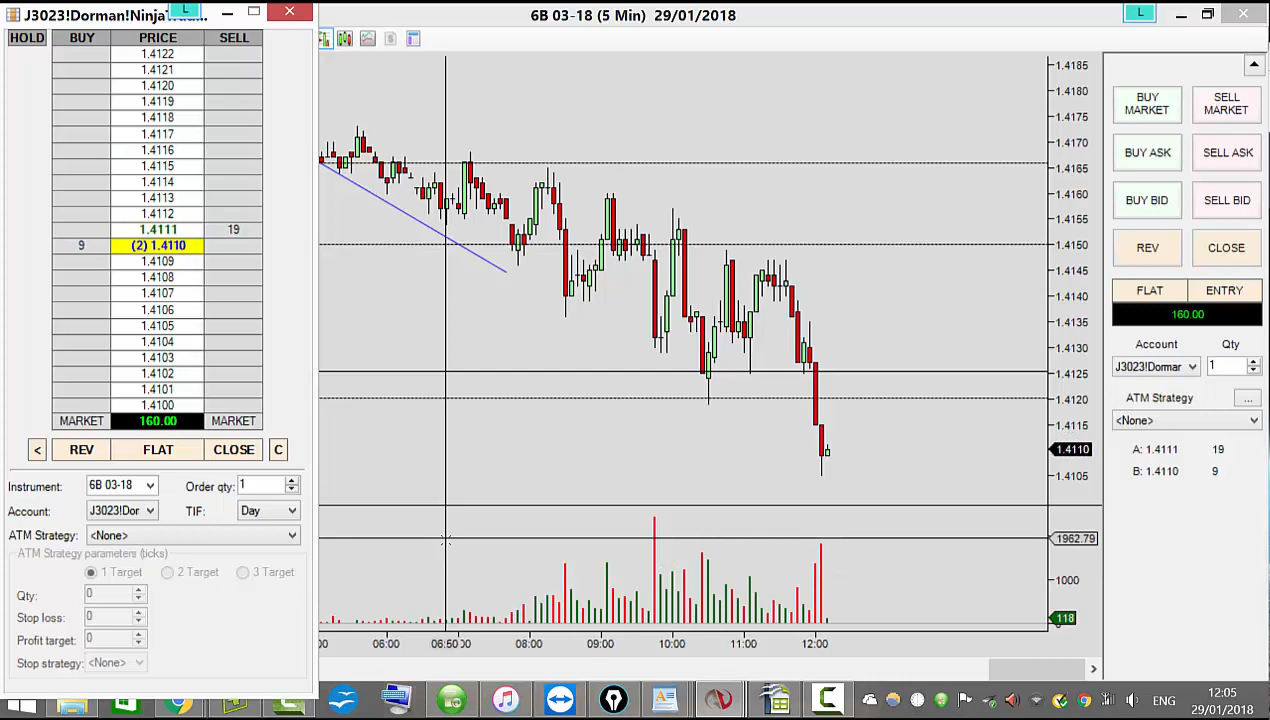 J3023!Dorman!NinjaTrad...
L
6B 03-18 (5 Min) 29/01/2018
L
HOLD BUY PRICE SELL
1.4122
1.4121
1.4120
1.4119
1.4118
1.4117
1.4116
1.4115
1.4114
1.4113
1.4112
1.4111 19
9 (2) 1.4110
1.4109
1.4108
1.4107
1.4106
1.4105
1.4104
1.4103
1.4102
1.4101
1.4100
MARKET 160.00 MARKET
< REV FLAT CLOSE C
Instrument: 6B 03-18 Order qty: 1
Account: J3023!Dor TIF: Day
ATM Strategy: <None>
ATM Strategy parameters (ticks)
1 Target 2 Target 3 Target
Qty: 0
Stop loss: 0
Profit target: 0
Stop strategy: <None>
1.4185
1.4180
1.4175
1.4170
1.4165
1.4160
1.4155
1.4150
1.4145
1.4140
1.4135
1.4130
1.4125
1.4120
1.4115
1.4110
1.4105
1962.79
1000
118
00 06:00 06:50:00 08:00 09:00 10:00 11:00 12:00
BUY MARKET
SELL MARKET
BUY ASK SELL ASK
BUY BID SELL BID
REV CLOSE
FLAT ENTRY
160.00
Account Qty
J3023!Dormar 1
ATM Strategy ...
<None>
A: 1.4111 19
B: 1.4110 9
ENG
12:05
29/01/2018